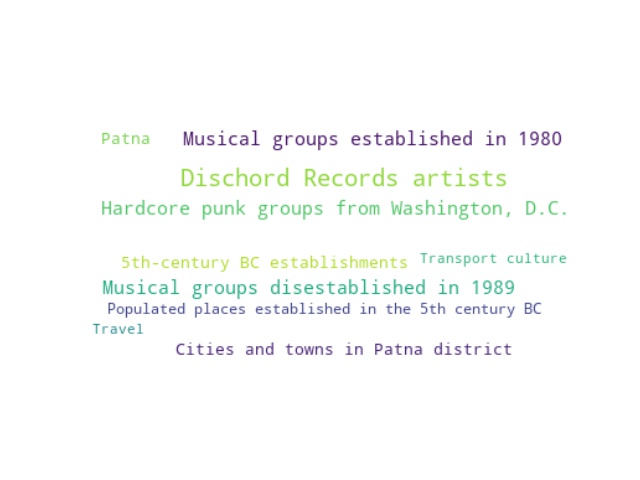 Patna Musical groups established in 1980
Dischord Records artists
Hardcore punk groups from Washington, D.C.
5th-century BC establishments Transport culture
Musical groups disestablished in 1989
Populated places established in the 5th century BC
Travel
Cities and towns in Patna district